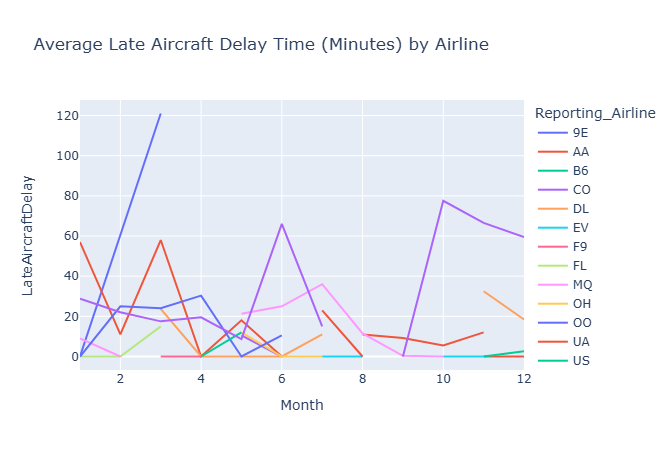 Average Late Aircraft Delay Time (Minutes) by Airline
Reporting_Airline
9E
AA
B6
CO
DL
EV
F9
FL
MQ
OH
OO
UA
US
LateAircraftDelay
120
100
80
60
40
20
0
2 4 6 8 10 12
Month